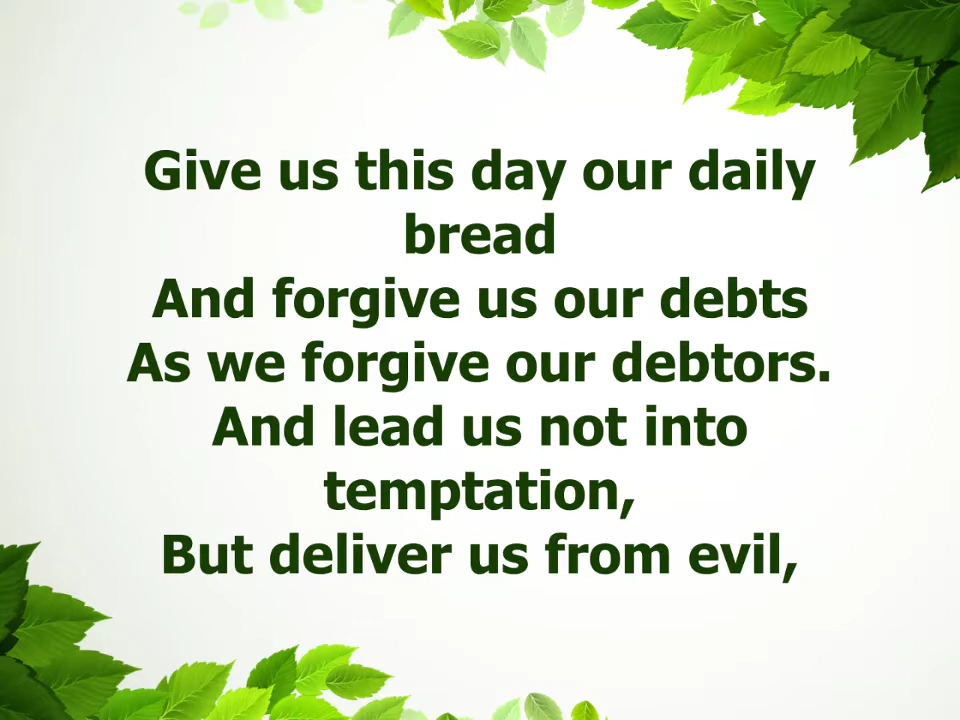 Give us this day our daily
bread
And forgive us our debts
As we forgive our debtors.
And lead us not into
temptation,
But deliver us from evil,